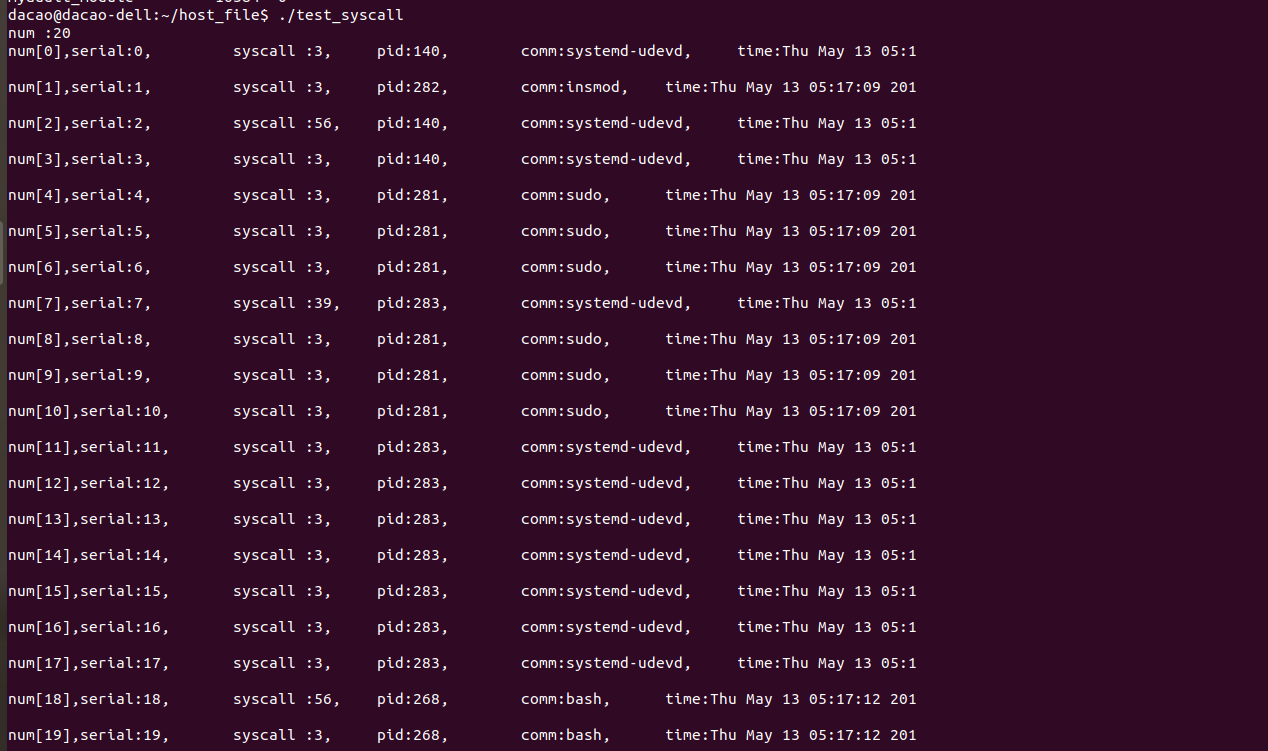 dacao@dacao-dell:~/host_file$ ./test_syscall
num :20
num[0],serial:0, syscall :3, pid:140, comm:systemd-udevd, time:Thu May 13 05:1
num[1],serial:1, syscall :3, pid:282, comm:insmod, time:Thu May 13 05:17:09 201
num[2],serial:2, syscall :56, pid:140, comm:systemd-udevd, time:Thu May 13 05:1
num[3],serial:3, syscall :3, pid:140, comm:systemd-udevd, time:Thu May 13 05:1
num[4],serial:4, syscall :3, pid:281, comm:sudo, time:Thu May 13 05:17:09 201
num[5],serial:5, syscall :3, pid:281, comm:sudo, time:Thu May 13 05:17:09 201
num[6],serial:6, syscall :3, pid:281, comm:sudo, time:Thu May 13 05:17:09 201
num[7],serial:7, syscall :39, pid:283, comm:systemd-udevd, time:Thu May 13 05:1
num[8],serial:8, syscall :3, pid:281, comm:sudo, time:Thu May 13 05:17:09 201
num[9],serial:9, syscall :3, pid:281, comm:sudo, time:Thu May 13 05:17:09 201
num[10],serial:10, syscall :3, pid:281, comm:sudo, time:Thu May 13 05:17:09 201
num[11],serial:11, syscall :3, pid:283, comm:systemd-udevd, time:Thu May 13 05:1
num[12],serial:12, syscall :3, pid:283, comm:systemd-udevd, time:Thu May 13 05:1
num[13],serial:13, syscall :3, pid:283, comm:systemd-udevd, time:Thu May 13 05:1
num[14],serial:14, syscall :3, pid:283, comm:systemd-udevd, time:Thu May 13 05:1
num[15],serial:15, syscall :3, pid:283, comm:systemd-udevd, time:Thu May 13 05:1
num[16],serial:16, syscall :3, pid:283, comm:systemd-udevd, time:Thu May 13 05:1
num[17],serial:17, syscall :3, pid:283, comm:systemd-udevd, time:Thu May 13 05:1
num[18],serial:18, syscall :56, pid:268, comm:bash, time:Thu May 13 05:17:12 201
num[19],serial:19, syscall :3, pid:268, comm:bash, time:Thu May 13 05:17:12 201